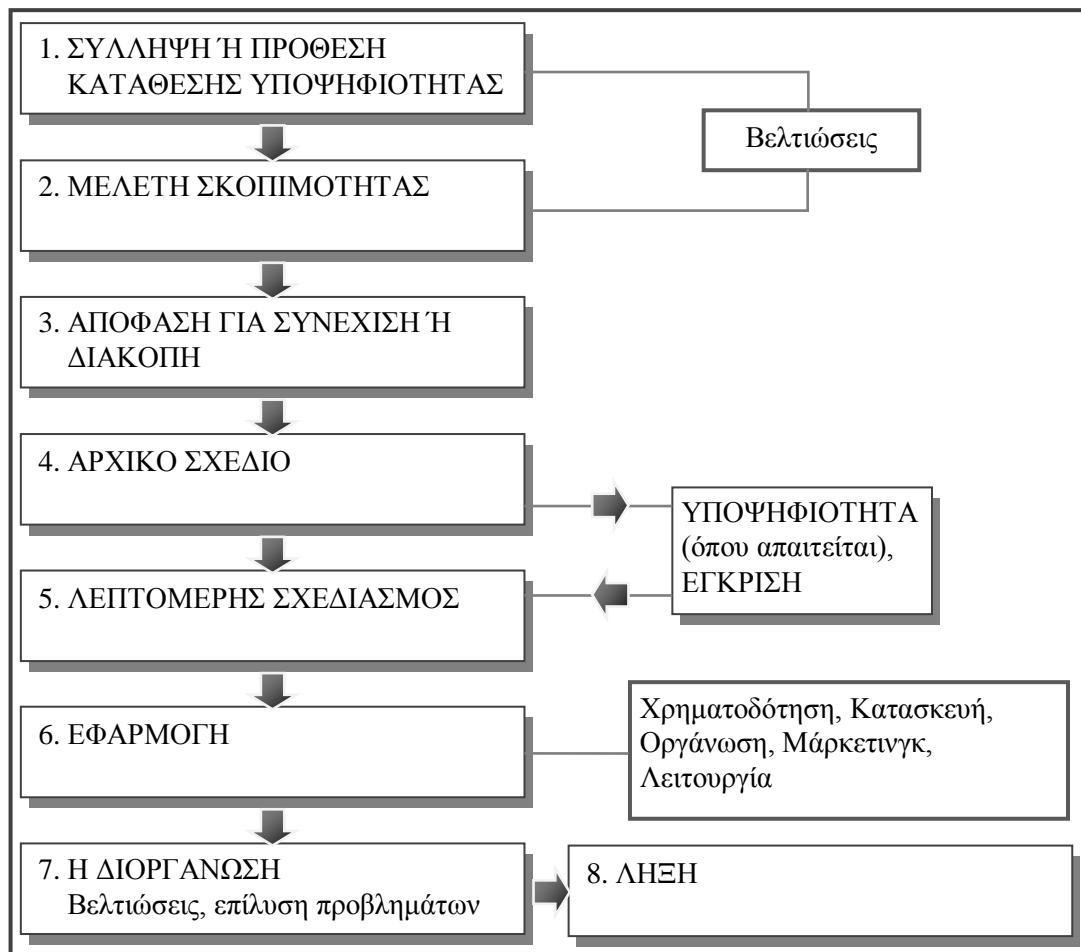 1. ΣΥΛΛΗΨΗ Ή ΠΡΟΘΕΣΗ
ΚΑΤΑΘΕΣΗΣ ΥΠΟΨΗΦΙΟΤΗΤΑΣ
Βελτιώσεις
2. ΜΕΛΕΤΗ ΣΚΟΠΙΜΟΤΗΤΑΣ
3. ΑΠΟΦΑΣΗ ΓΙΑ ΣΥΝΕΧΙΣΗ Ή
ΔΙΑΚΟΠΗ
4. ΑΡΧΙΚΟ ΣΧΕΔΙΟ
ΥΠΟΨΗΦΙΟΤΗΤΑ
(όπου απαιτείται),
ΕΓΚΡΙΣΗ
5. ΛΕΠΤΟΜΕΡΗΣ ΣΧΕΔΙΑΣΜΟΣ
6. ΕΦΑΡΜΟΓΗ
Χρηματοδότηση, Κατασκευή,
Οργάνωση, Μάρκετινγκ,
Λειτουργία
7. Η ΔΙΟΡΓΑΝΩΣΗ
Βελτιώσεις, επίλυση προβλημάτων
8. ΛΗΞΗ